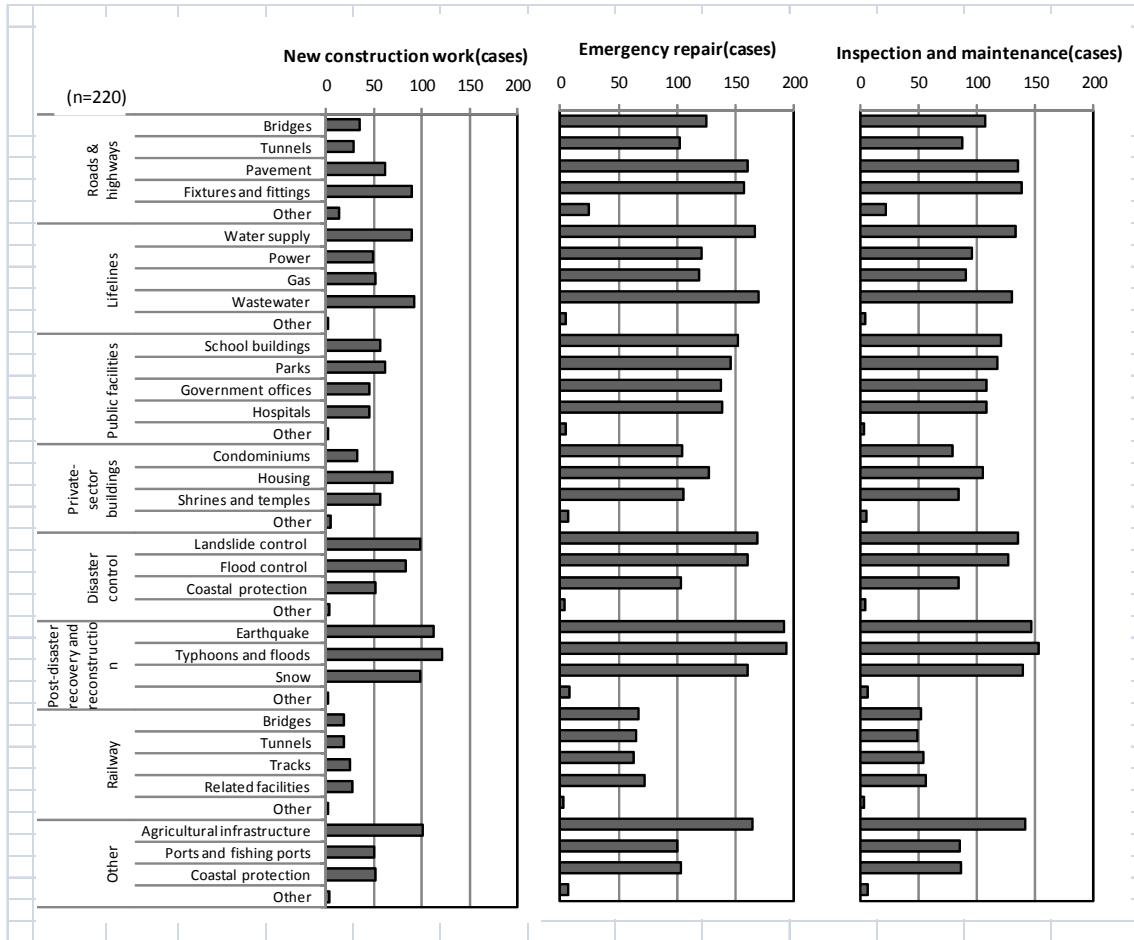 New construction work(cases)
Emergency repair(cases)
Inspection and maintenance(cases)
0 50 100 150 200
0 50 100 150 200
0 50 100 150 200
(n=220)
Roads &
highways
Bridges
Tunnels
Pavement
Fixtures and fittings
Other
Lifelines
Water supply
Power
Gas
Wastewater
Other
Public facilities
School buildings
Parks
Government offices
Hospitals
Other
Private-
sector
buildings
Condominiums
Housing
Shrines and temples
Other
Disaster
control
Landslide control
Flood control
Coastal protection
Other
Post-disaster
recovery and
reconstructio
n
Earthquake
Typhoons and floods
Snow
Other
Railway
Bridges
Tunnels
Tracks
Related facilities
Other
Other
Agricultural infrastructure
Ports and fishing ports
Coastal protection
Other